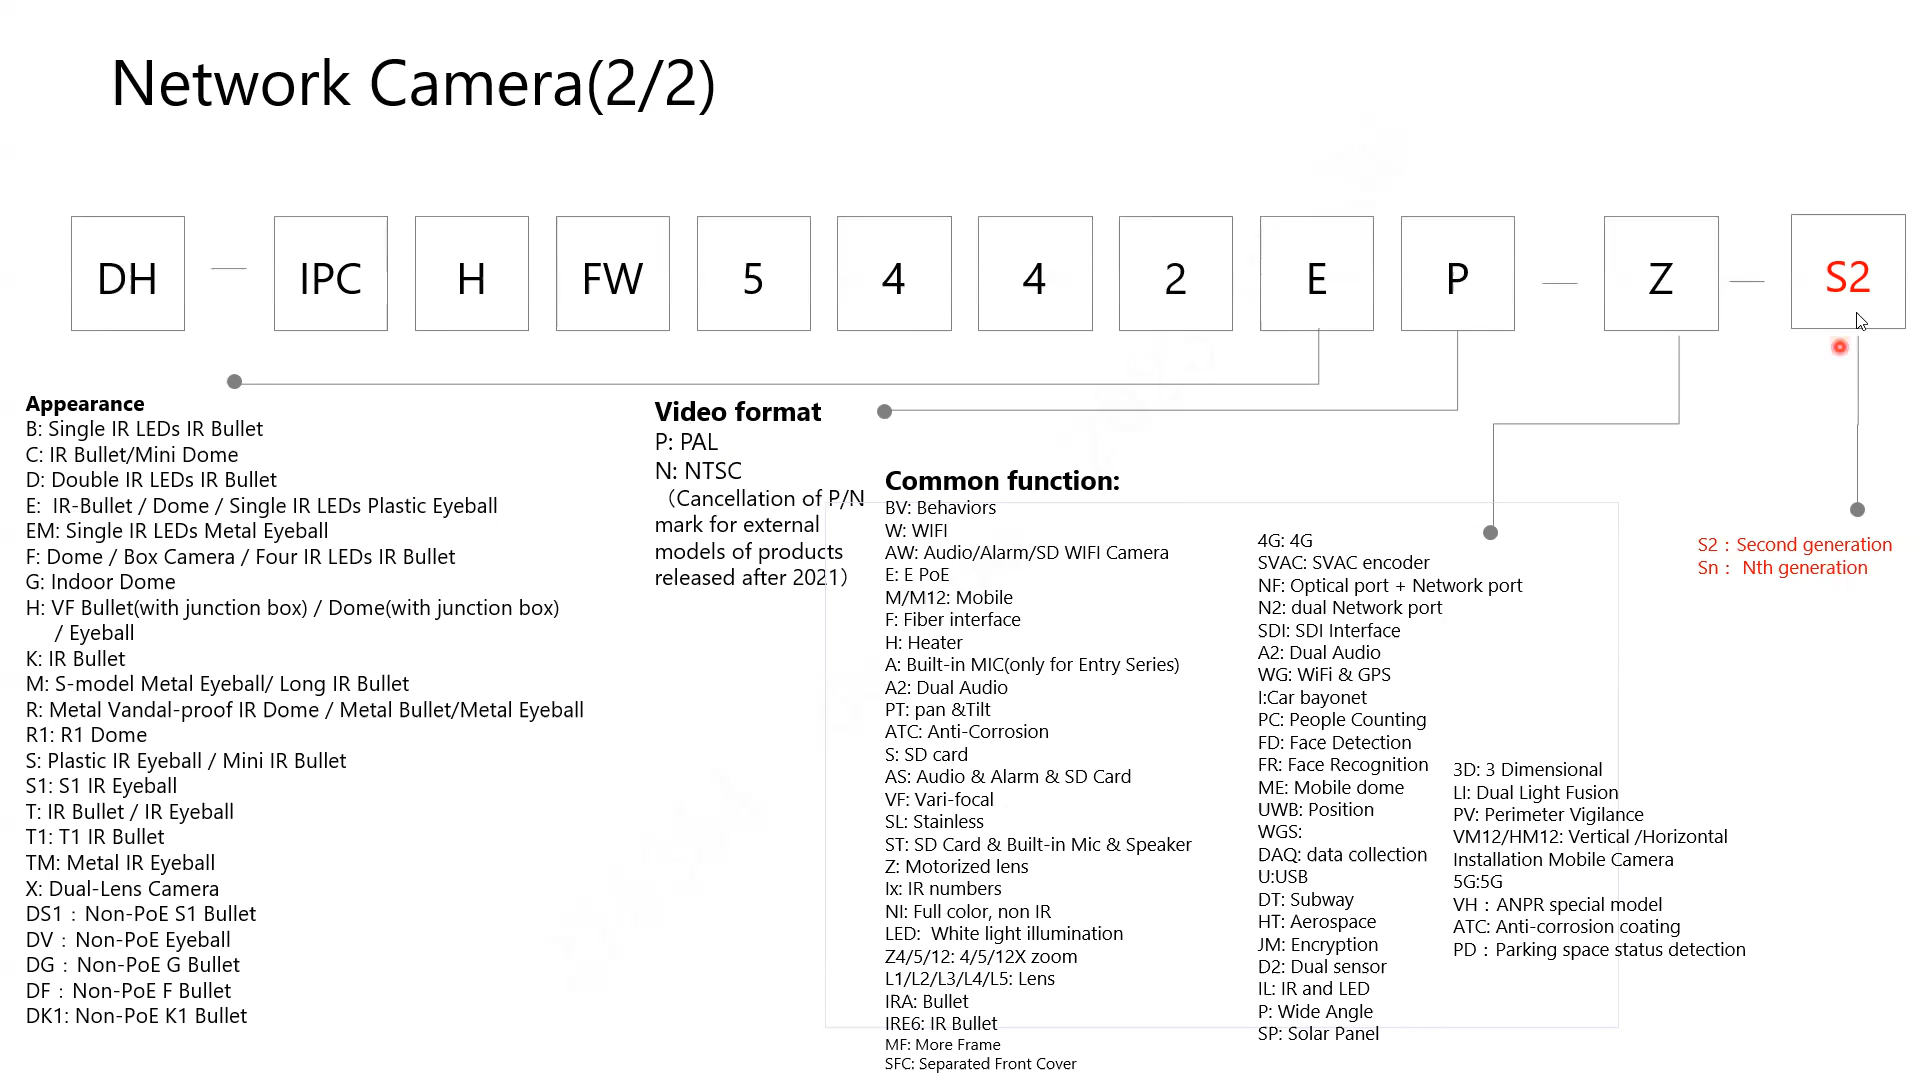 Network Camera(2/2)
DH — IPC H FW 5 4 4 2 E P — Z — S2
Appearance
B: Single IR LEDs IR Bullet
C: IR Bullet/Mini Dome
D: Double IR LEDs IR Bullet
E:  IR-Bullet / Dome / Single IR LEDs Plastic Eyeball
EM: Single IR LEDs Metal Eyeball
F: Dome / Box Camera / Four IR LEDs IR Bullet
G: Indoor Dome
H: VF Bullet(with junction box) / Dome(with junction box)
/ Eyeball
K: IR Bullet
M: S-model Metal Eyeball/ Long IR Bullet
R: Metal Vandal-proof IR Dome / Metal Bullet/Metal Eyeball
R1: R1 Dome
S: Plastic IR Eyeball / Mini IR Bullet
S1: S1 IR Eyeball
T: IR Bullet / IR Eyeball
T1: T1 IR Bullet
TM: Metal IR Eyeball
X: Dual-Lens Camera
DS1：Non-PoE S1 Bullet
DV：Non-PoE Eyeball
DG：Non-PoE G Bullet
DF：Non-PoE F Bullet
DK1: Non-PoE K1 Bullet
Video format
P: PAL
N: NTSC
（Cancellation of P/N
mark for external
models of products
released after 2021）
Common function:
BV: Behaviors
W: WIFI
AW: Audio/Alarm/SD WIFI Camera
E: E PoE
M/M12: Mobile
F: Fiber interface
H: Heater
A: Built-in MIC(only for Entry Series)
A2: Dual Audio
PT: pan &Tilt
ATC: Anti-Corrosion
S: SD card
AS: Audio & Alarm & SD Card
VF: Vari-focal
SL: Stainless
ST: SD Card & Built-in Mic & Speaker
Z: Motorized lens
Ix: IR numbers
NI: Full color, non IR
LED:  White light illumination
Z4/5/12: 4/5/12X zoom
L1/L2/L3/L4/L5: Lens
IRA: Bullet
IRE6: IR Bullet
MF: More Frame
SFC: Separated Front Cover
4G: 4G
SVAC: SVAC encoder
NF: Optical port + Network port
N2: dual Network port
SDI: SDI Interface
A2: Dual Audio
WG: WiFi & GPS
I:Car bayonet
PC: People Counting
FD: Face Detection
FR: Face Recognition
ME: Mobile dome
UWB: Position
WGS:
DAQ: data collection
U:USB
DT: Subway
HT: Aerospace
JM: Encryption
D2: Dual sensor
IL: IR and LED
P: Wide Angle
SP: Solar Panel
3D: 3 Dimensional
LI: Dual Light Fusion
PV: Perimeter Vigilance
VM12/HM12: Vertical /Horizontal
Installation Mobile Camera
5G:5G
VH：ANPR special model
ATC: Anti-corrosion coating
PD：Parking space status detection
S2：Second generation
Sn： Nth generation